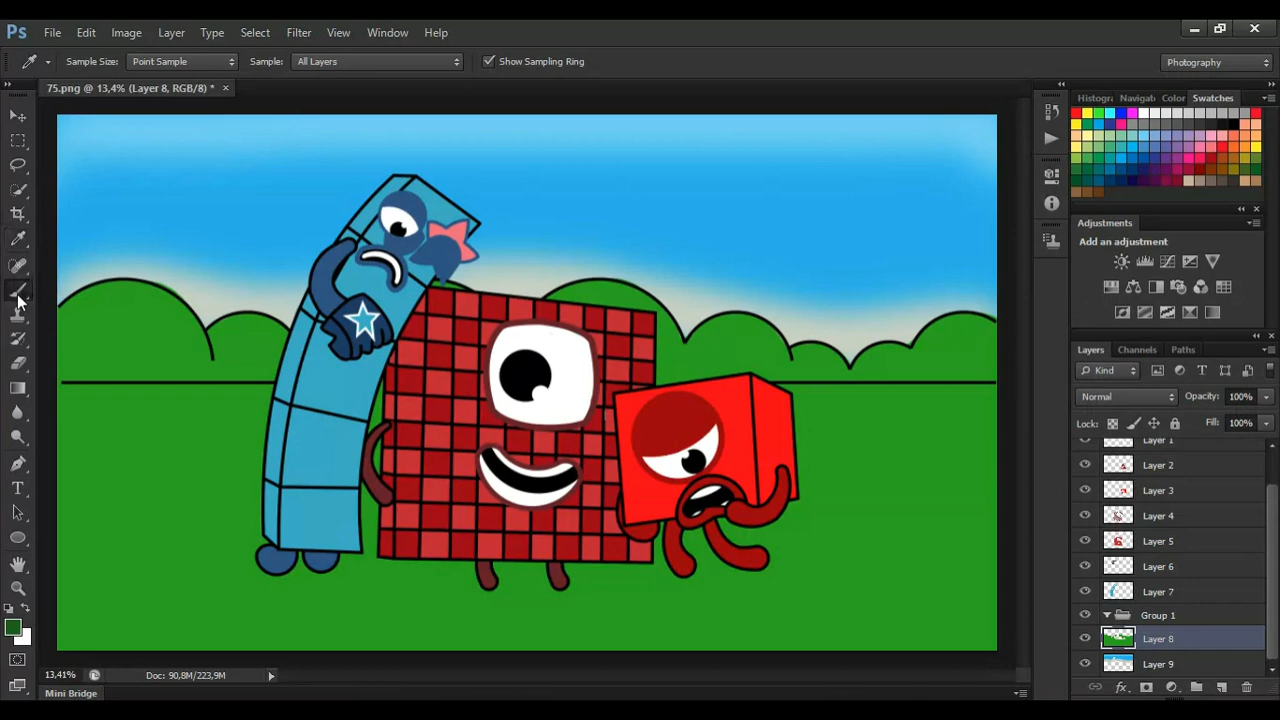 Ps File Edit Image Layer Type Select Filter View Window Help
Sample Size: Point Sample Sample: All Layers Show Sampling Ring Photography
75.png @ 13,4% (Layer 8, RGB/8) * ×
Histogr Navigat Color Swatches
Adjustments
Add an adjustment
Layers Channels Paths
Kind
Normal Opacity: 100%
Lock: Fill: 100%
Layer 1
Layer 2
Layer 3
Layer 4
Layer 5
Layer 6
Layer 7
Group 1
Layer 8
Layer 9
13,41% Doc: 90,8M/223,9M
Mini Bridge